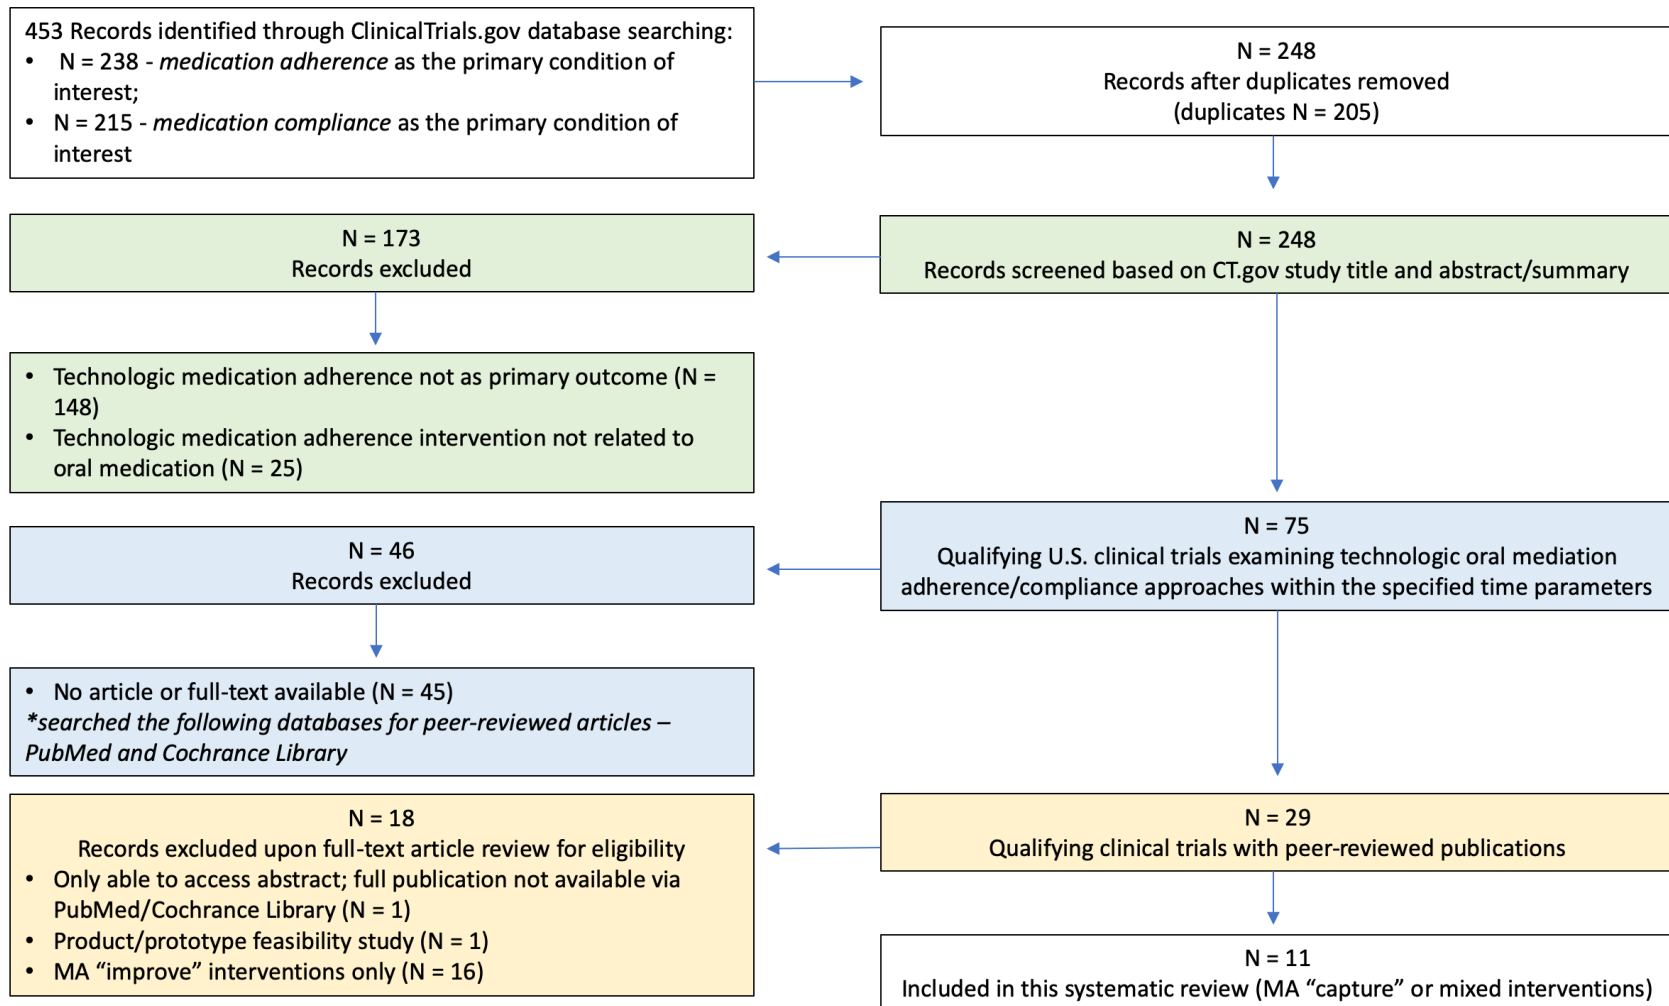 453 Records identified through ClinicalTrials.gov database searching:
• N = 238 - medication adherence as the primary condition of
interest;
• N = 215 - medication compliance as the primary condition of
interest
N = 248
Records after duplicates removed
(duplicates N = 205)
N = 173
Records excluded
N = 248
Records screened based on CT.gov study title and abstract/summary
• Technologic medication adherence not as primary outcome (N =
148)
• Technologic medication adherence intervention not related to
oral medication (N = 25)
N = 46
Records excluded
N = 75
Qualifying U.S. clinical trials examining technologic oral mediation
adherence/compliance approaches within the specified time parameters
• No article or full-text available (N = 45)
*searched the following databases for peer-reviewed articles –
PubMed and Cochrance Library
N = 18
Records excluded upon full-text article review for eligibility
• Only able to access abstract; full publication not available via
PubMed/Cochrance Library (N = 1)
• Product/prototype feasibility study (N = 1)
• MA “improve” interventions only (N = 16)
N = 29
Qualifying clinical trials with peer-reviewed publications
N = 11
Included in this systematic review (MA “capture” or mixed interventions)